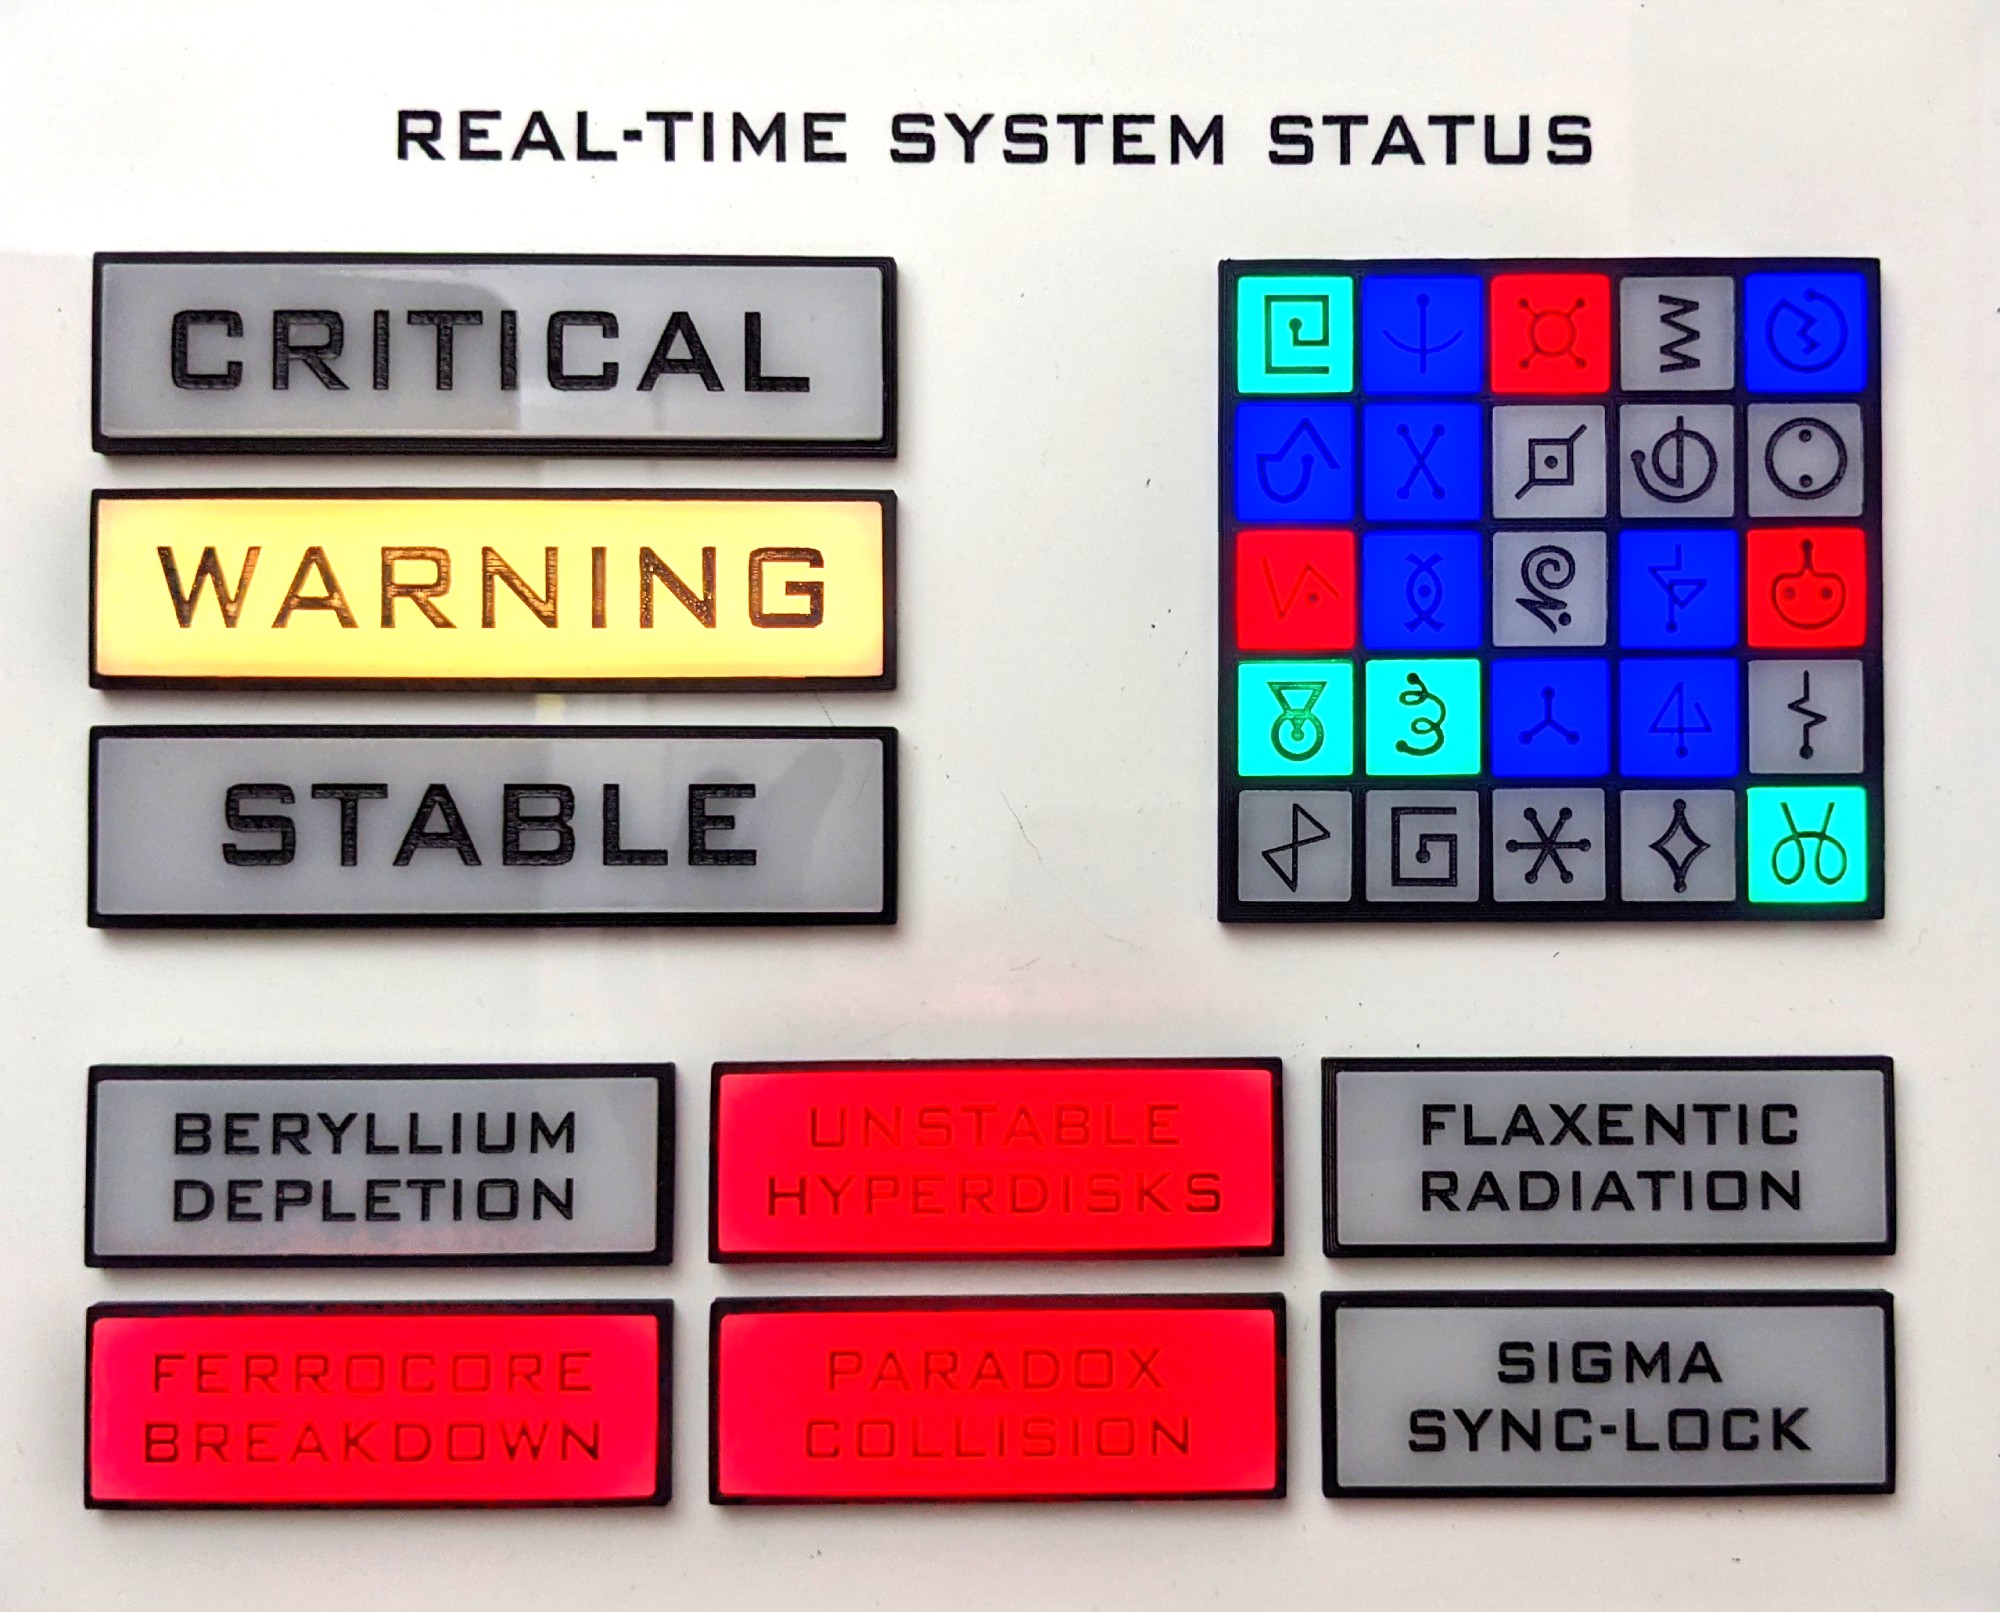 REAL-TIME SYSTEM STATUS
CRITICAL
WARNING
STABLE
BERYLLIUM
DEPLETION
UNSTABLE
HYPERDISKS
FLAXENTIC
RADIATION
FERROCORE
BREAKDOWN
PARADOX
COLLISION
SIGMA
SYNC-LOCK